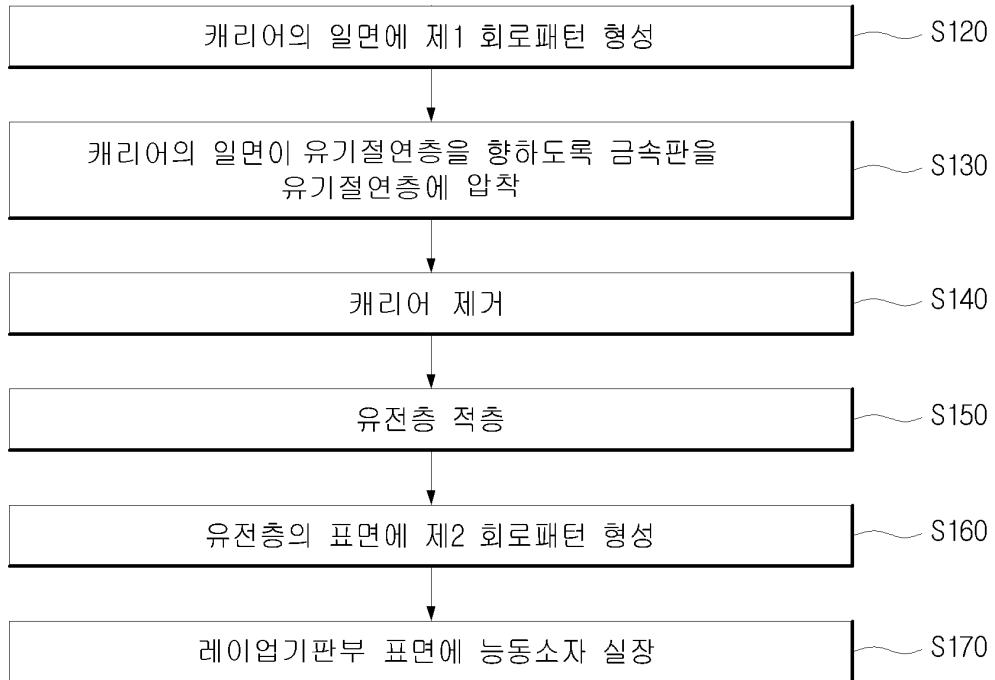 캐리어의 일면에 제1 회로패턴 형성
S120
캐리어의 일면이 유기절연층을 향하도록 금속판을
유기절연층에 압착
S130
캐리어 제거
S140
유전층 적층
S150
유전층의 표면에 제2 회로패턴 형성
S160
레이업기판부 표면에 능동소자 실장
S170